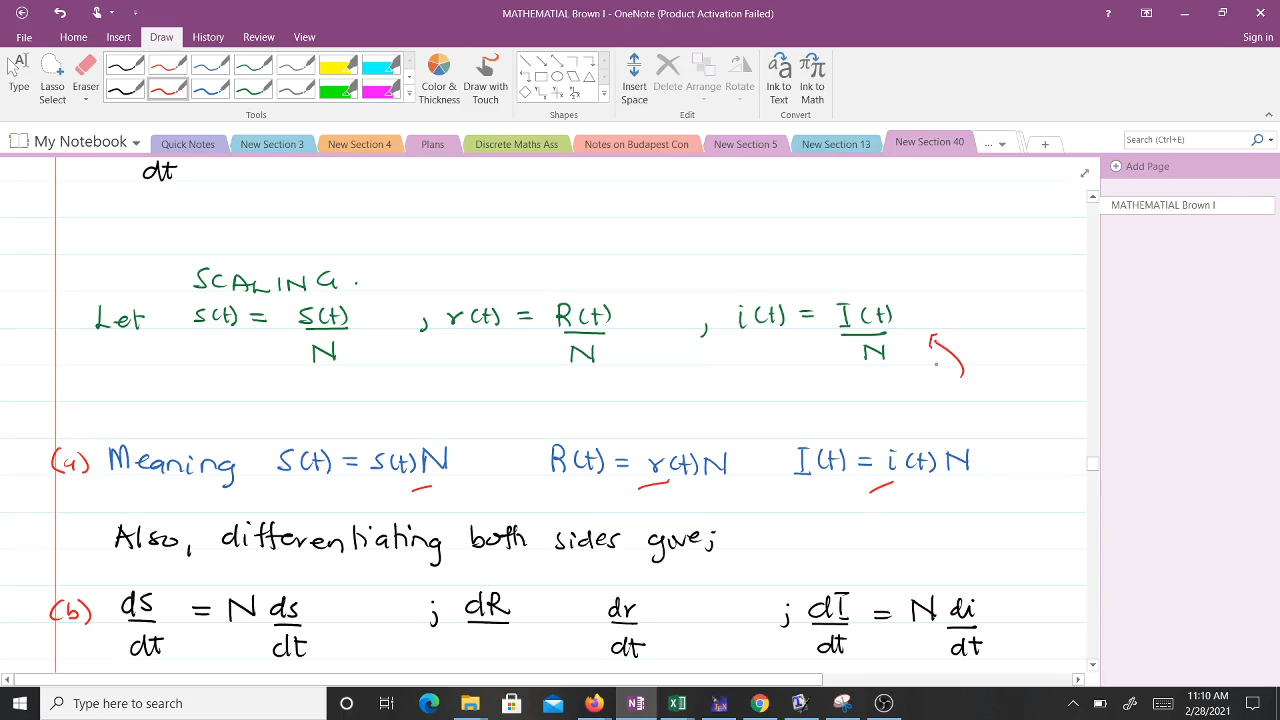 MATHEMATIAL Brown I - OneNote (Product Activation Failed)
File Home Insert Draw History Review View Sign in
Type Lasso Select Eraser Color & Thickness Draw with Touch Insert Space Delete Arrange Rotate Ink to Text Ink to Math
Tools Shapes Edit Convert
My Notebook Quick Notes New Section 3 New Section 4 Plans Discrete Maths Ass Notes on Budapest Con New Section 5 New Section 13 New Section 40 ... Search (Ctrl+E)
Add Page
MATHEMATIAL Brown I
dt
SCALING.
Let s(t) = S(t)/N , r(t) = R(t)/N , i(t) = I(t)/N
(a) Meaning S(t) = s(t)N R(t) = r(t)N I(t) = i(t)N
Also, differentiating both sides give;
(b) dS/dt = N ds/dt ; dR dr/dt ; dI/dt = N di/dt
Type here to search
11:10 AM
2/28/2021